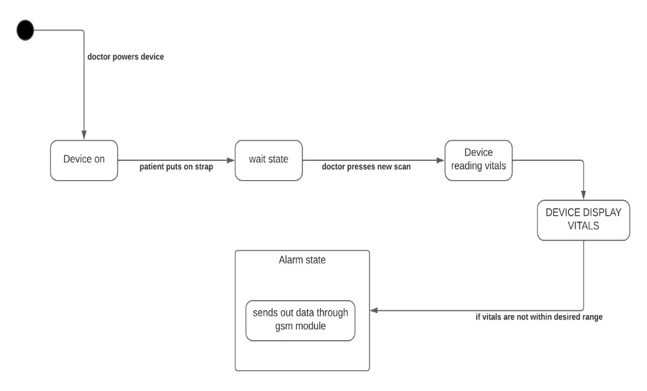 doctor powers device
Device on
patient puts on strap
wait state
doctor presses new scan
Device
reading vitals
DEVICE DISPLAY
VITALS
if vitals are not within desired range
Alarm state
sends out data through
gsm module